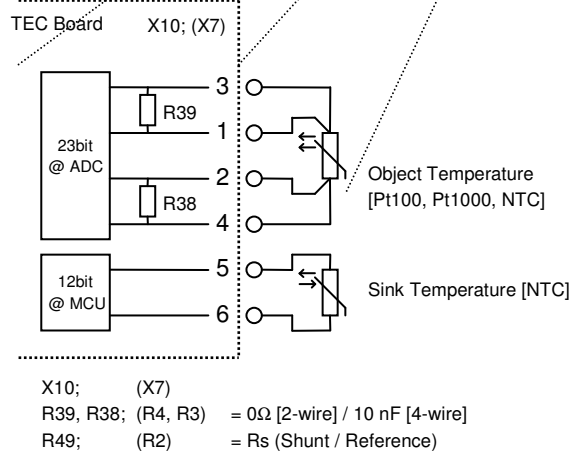 TEC Board X10; (X7)
3
R39
1
23bit
@ ADC
2
Object Temperature
[Pt100, Pt1000, NTC]
R38
4
5
12bit
@ MCU
Sink Temperature [NTC]
6
X10; (X7)
R39, R38; (R4, R3) = 0Ω [2-wire] / 10 nF [4-wire]
R49; (R2) = Rs (Shunt / Reference)